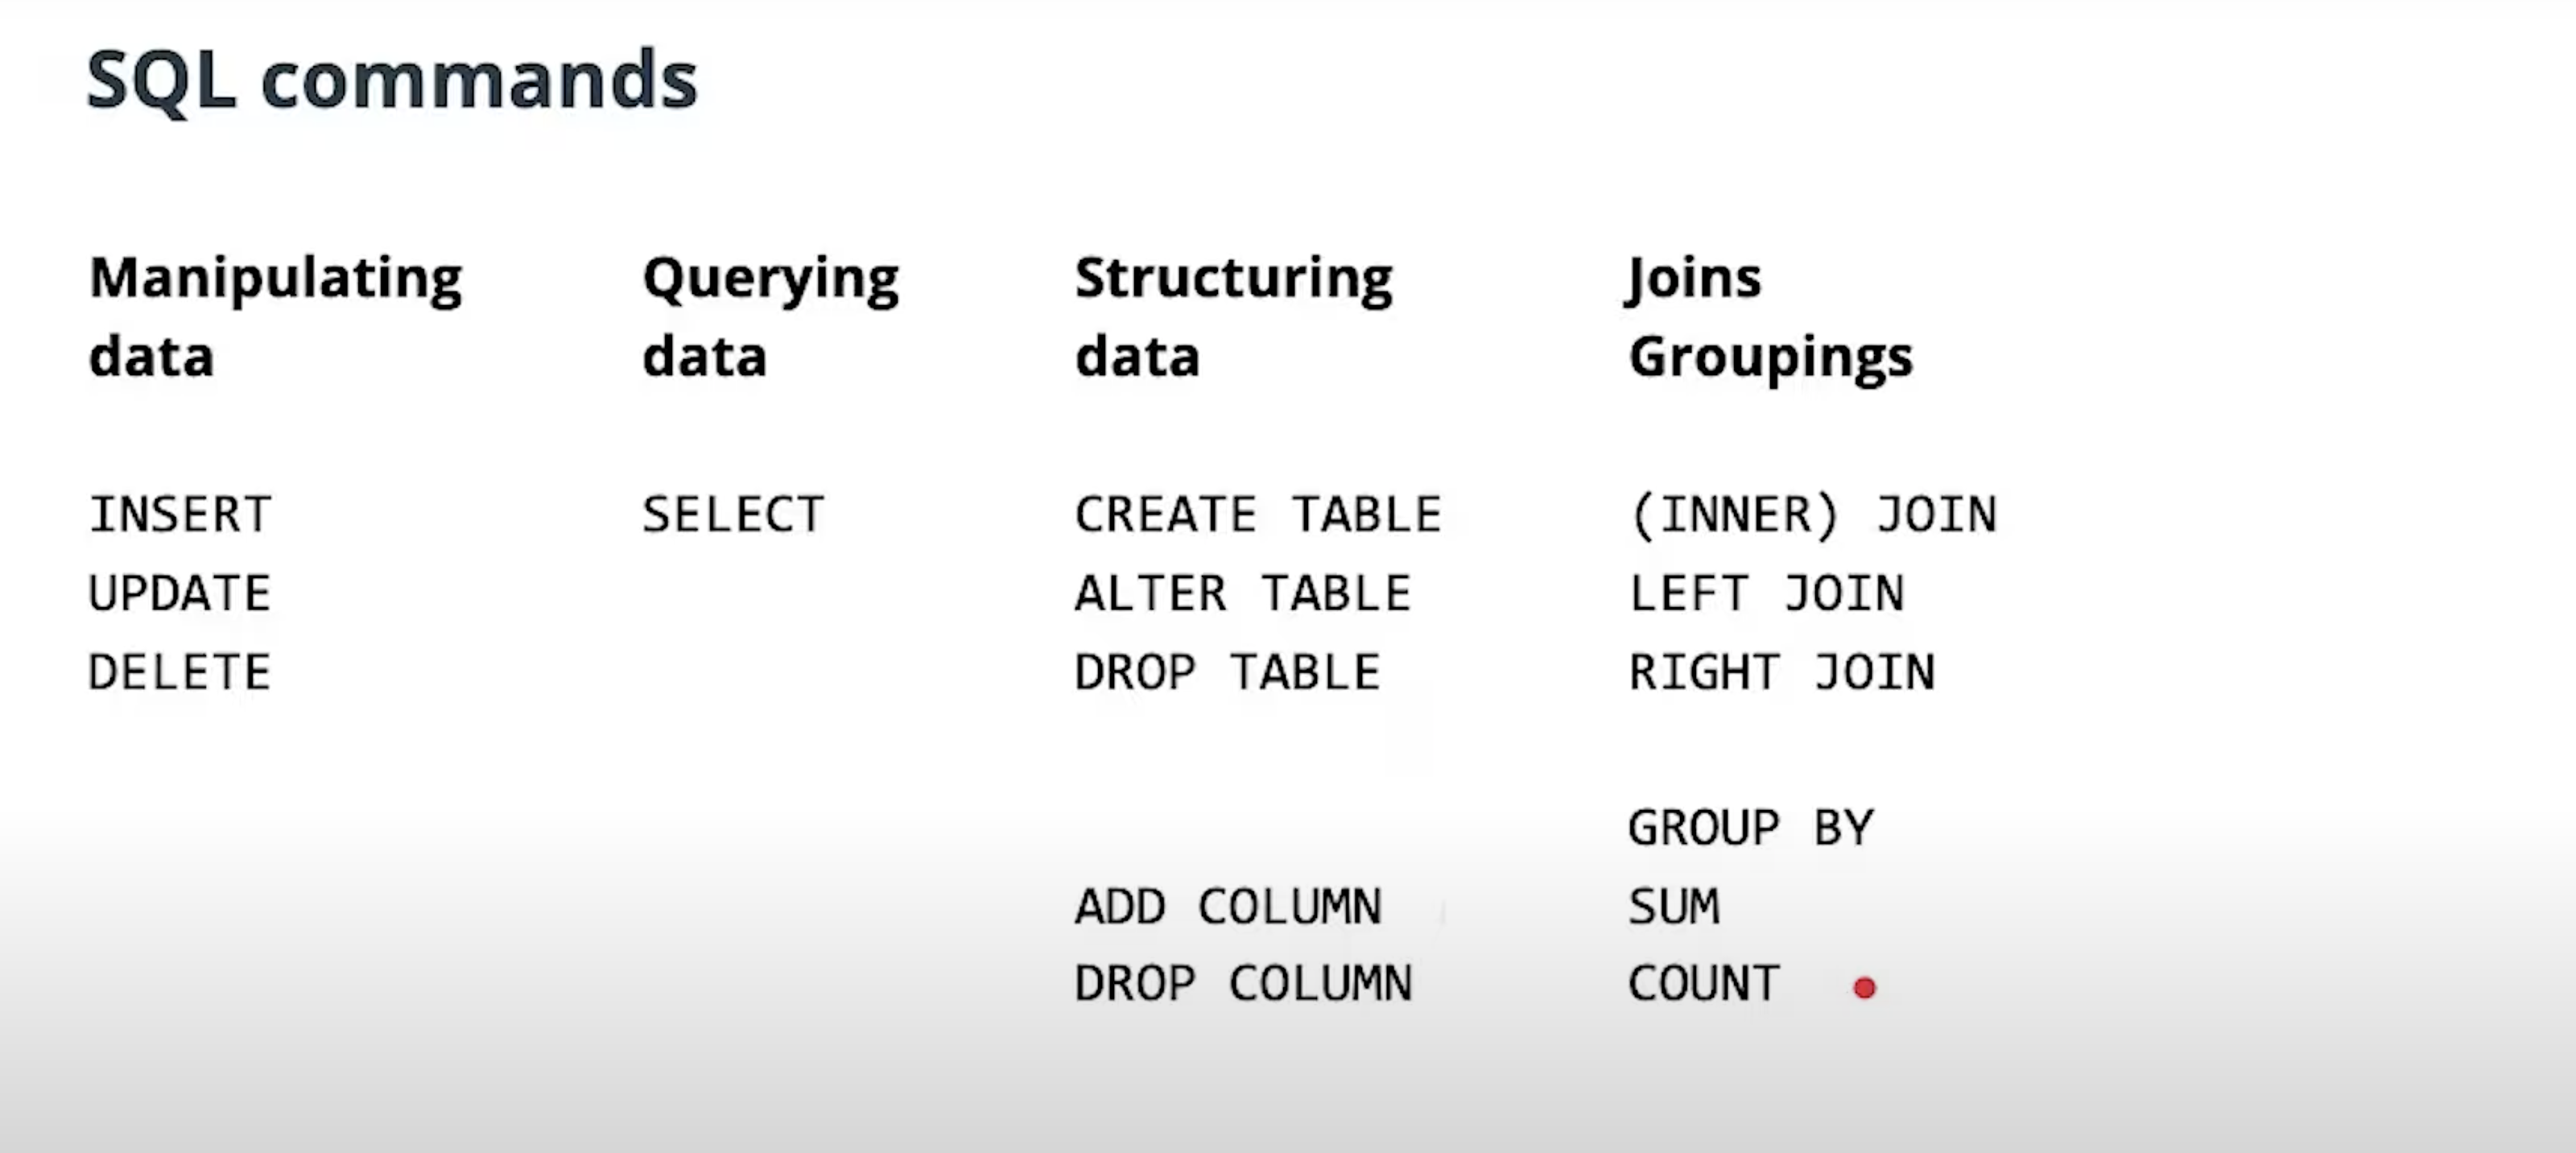 SQL commands
Manipulating
data
INSERT
UPDATE
DELETE
Querying
data
SELECT
Structuring
data
CREATE TABLE
ALTER TABLE
DROP TABLE
ADD COLUMN
DROP COLUMN
Joins
Groupings
(INNER) JOIN
LEFT JOIN
RIGHT JOIN
GROUP BY
SUM
COUNT